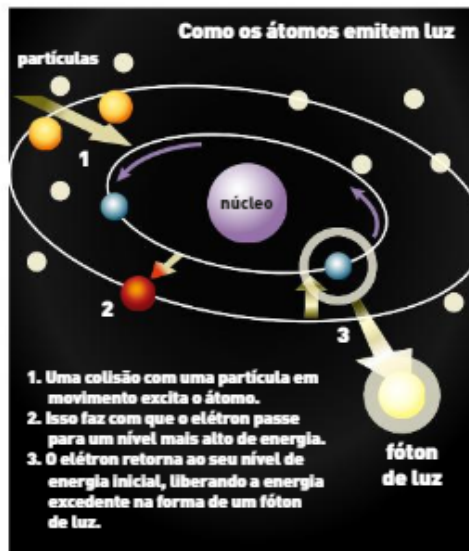 Como os átomos emitem luz
partículas
1
núcleo
2
3
1. Uma colisão com uma partícula em
movimento excita o átomo.
2. Isso faz com que o elétron passe
para um nível mais alto de energia.
3. O elétron retorna ao seu nível de
energia inicial, liberando a energia
excedente na forma de um fóton
de luz.
fóton
de luz